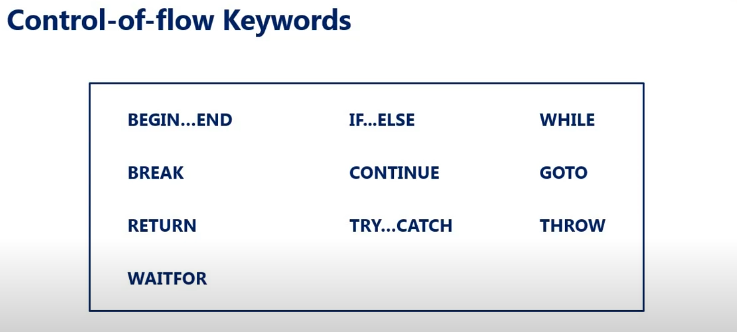 Control-of-flow Keywords
BEGIN...END IF...ELSE WHILE
BREAK CONTINUE GOTO
RETURN TRY...CATCH THROW
WAITFOR